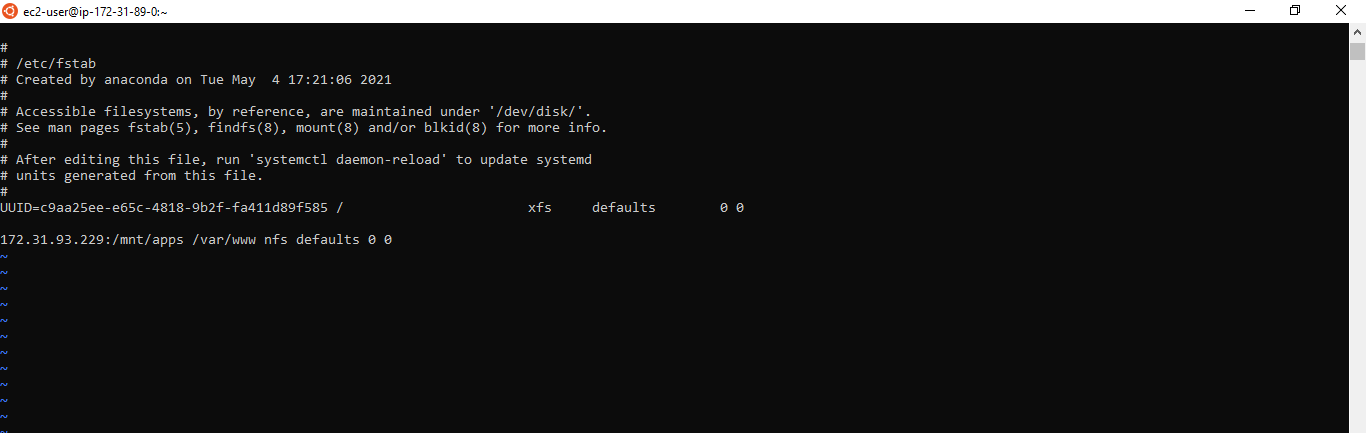 ec2-user@ip-172-31-89-0:~
#
# /etc/fstab
# Created by anaconda on Tue May  4 17:21:06 2021
#
# Accessible filesystems, by reference, are maintained under '/dev/disk/'.
# See man pages fstab(5), findfs(8), mount(8) and/or blkid(8) for more info.
#
# After editing this file, run 'systemctl daemon-reload' to update systemd
# units generated from this file.
#
UUID=c9aa25ee-e65c-4818-9b2f-fa411d89f585 /                       xfs     defaults        0 0
172.31.93.229:/mnt/apps /var/www nfs defaults 0 0
~
~
~
~
~
~
~
~
~
~
~
~